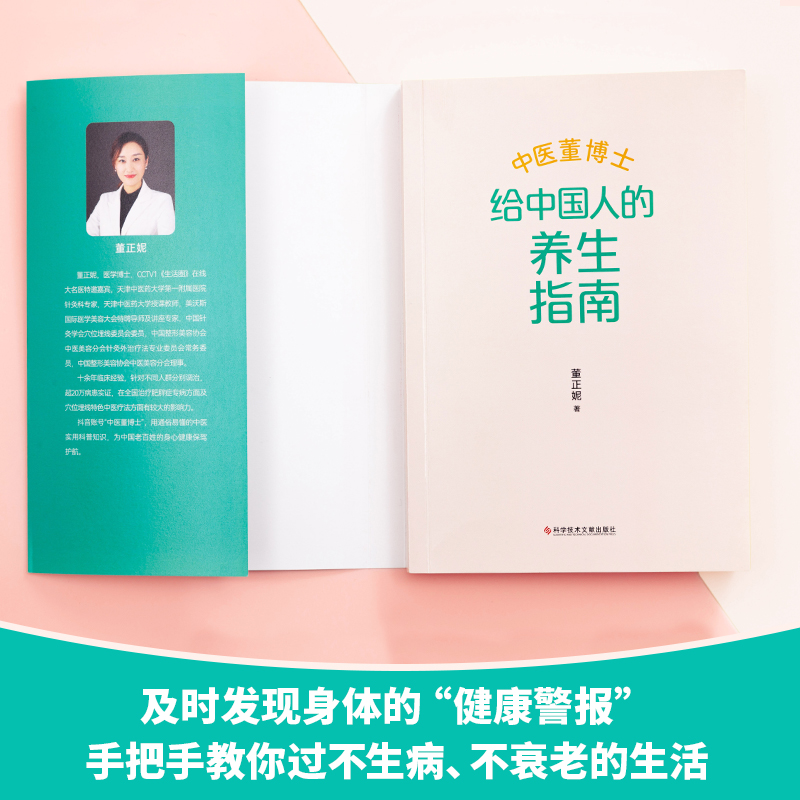 董正妮
董正妮，医学博士，CCTV1《生活圈》在线
大名医特邀嘉宾，天津中医药大学第一附属医院
针灸科专家，天津中医药大学授课教师，奥沃斯
国际医学美容大会特聘导师及讲座专家，中国针
灸学会穴位埋线委员会委员，中国整形美容协会
中医美容分会针灸外治疗法专业委员会常务委
员，中国整形美容协会中医美容分会理事。
十余年临床经验，针对不同人群分别调治，
超20万病患实证，在全国治疗肥胖症专病方面及
穴位埋线特色中医疗法方面有较大的影响力。
抖音账号“中医董博士”，用通俗易懂的中医
实用科普知识，为中国老百姓的身心健康保驾
护航。
中医董博士
给中国人的
养生
指南
董正妮
著
科学技术文献出版社
及时发现身体的“健康警报”
手把手教你过不生病、不衰老的生活